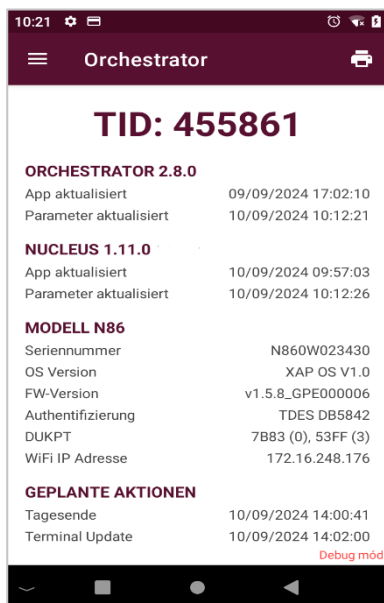 10:21
Orchestrator
TID: 455861
ORCHESTRATOR 2.8.0
App aktualisiert 09/09/2024 17:02:10
Parameter aktualisiert 10/09/2024 10:12:21
NUCLEUS 1.11.0
App aktualisiert 10/09/2024 09:57:03
Parameter aktualisiert 10/09/2024 10:12:26
MODELL N86
Seriennummer N860W023430
OS Version XAP OS V1.0
FW-Version v1.5.8_GPE000006
Authentifizierung TDES DB5842
DUKPT 7B83 (0), 53FF (3)
WiFi IP Adresse 172.16.248.176
GEPLANTE AKTIONEN
Tagesende 10/09/2024 14:00:41
Terminal Update 10/09/2024 14:02:00
Debug mód